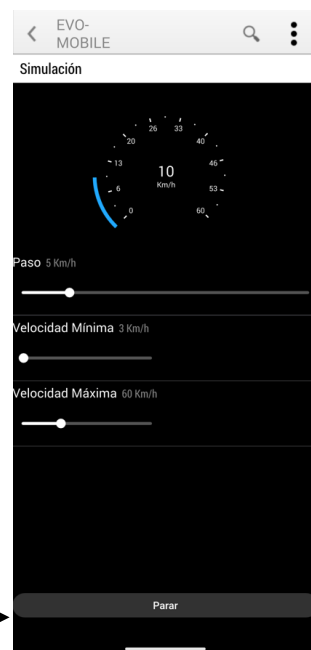 EVO-
MOBILE
Simulación
26 33
20 40
13 46
6 53
0 60
10
Km/h
Paso 5 Km/h
Velocidad Mínima 3 Km/h
Velocidad Máxima 60 Km/h
Parar